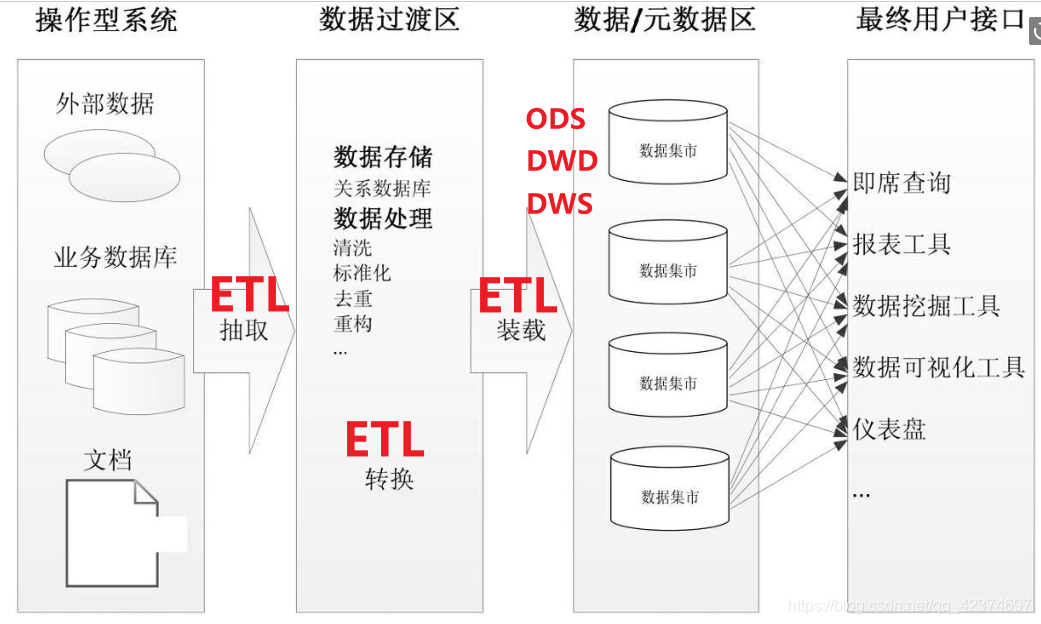 操作型系统
数据过渡区
数据/元数据区
最终用户接口
外部数据
业务数据库
文档
ETL
抽取
数据存储
关系数据库
数据处理
清洗
标准化
去重
重构
...
ETL
转换
ETL
装载
ODS
DWD
DWS
数据集市
数据集市
数据集市
数据集市
即席查询
报表工具
数据挖掘工具
数据可视化工具
仪表盘
...
https://blog.csdn.net/qq_42374697